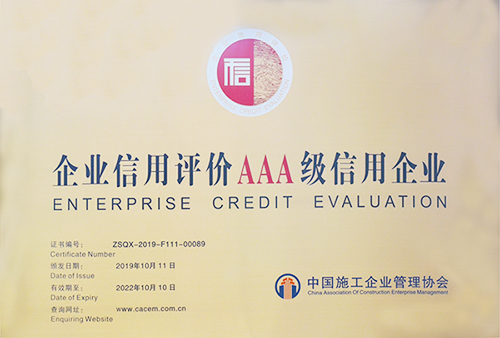 信
企业信用评价AAA级信用企业
ENTERPRISE CREDIT EVALUATION
证书编号： ZSQX-2019-F111-00089
Certificate Number
颁发日期： 2019年10月11日
Date of Issue
有效期至： 2022年10月10日
Date of Expiry
查询网址： www.cacem.com.cn
Enquiring Website
中国施工企业管理协会
China Association Of Construction Enterprise Management